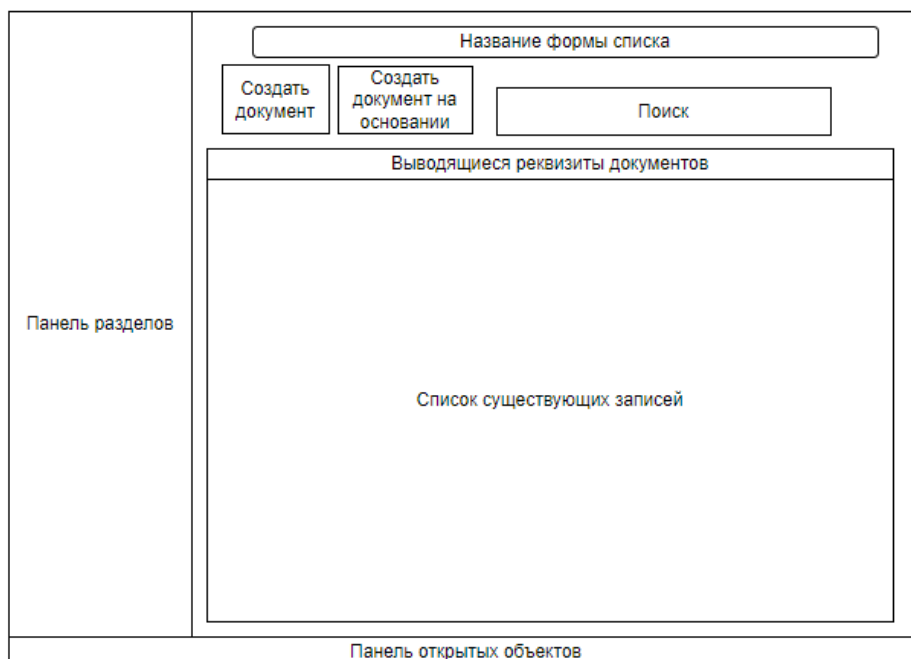 Название формы списка
Создать
документ
Создать
документ на
основании
Поиск
Выводящиеся реквизиты документов
Панель разделов
Список существующих записей
Панель открытых объектов